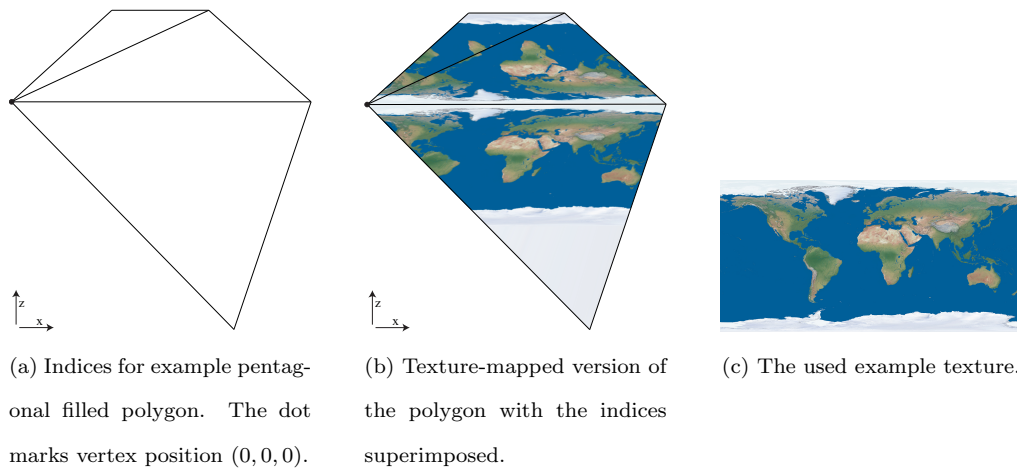 z
x
z
x
(a) Indices for example pentag-
onal filled polygon. The dot
marks vertex position (0, 0, 0).
(b) Texture-mapped version of
the polygon with the indices
superimposed.
(c) The used example texture.